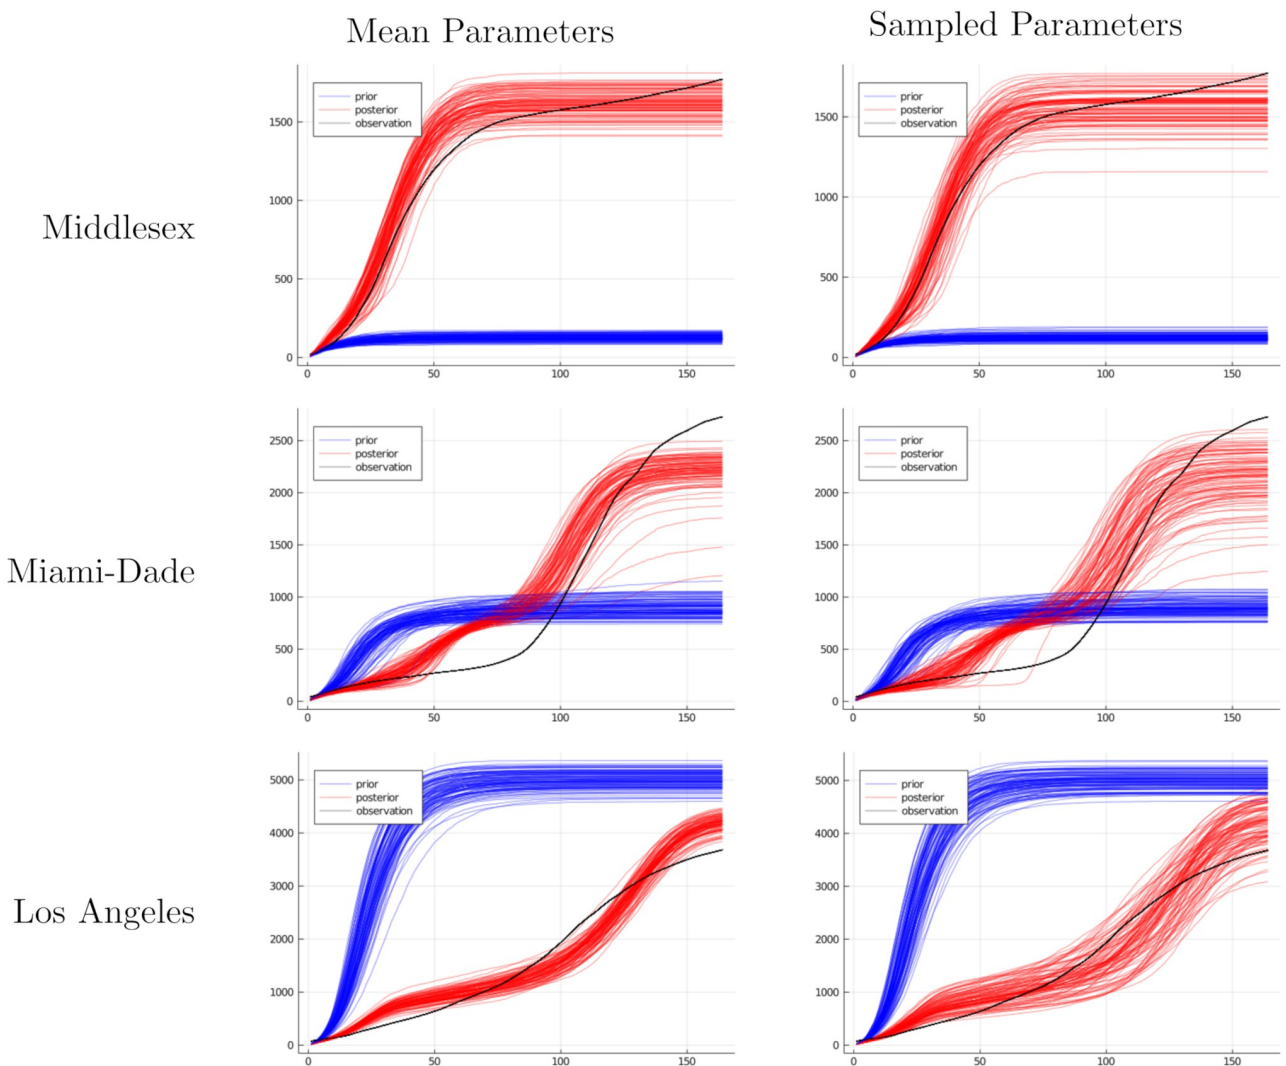 Mean Parameters
Sampled Parameters
Middlesex
prior
posterior
observation
1500
1000
500
0
0 50 100 150
prior
posterior
observation
1500
1000
500
0
0 50 100 150
Miami-Dade
prior
posterior
observation
2500
2000
1500
1000
500
0
0 50 100 150
prior
posterior
observation
2500
2000
1500
1000
500
0
0 50 100 150
Los Angeles
prior
posterior
observation
5000
4000
3000
2000
1000
0
0 50 100 150
prior
posterior
observation
5000
4000
3000
2000
1000
0
0 50 100 150